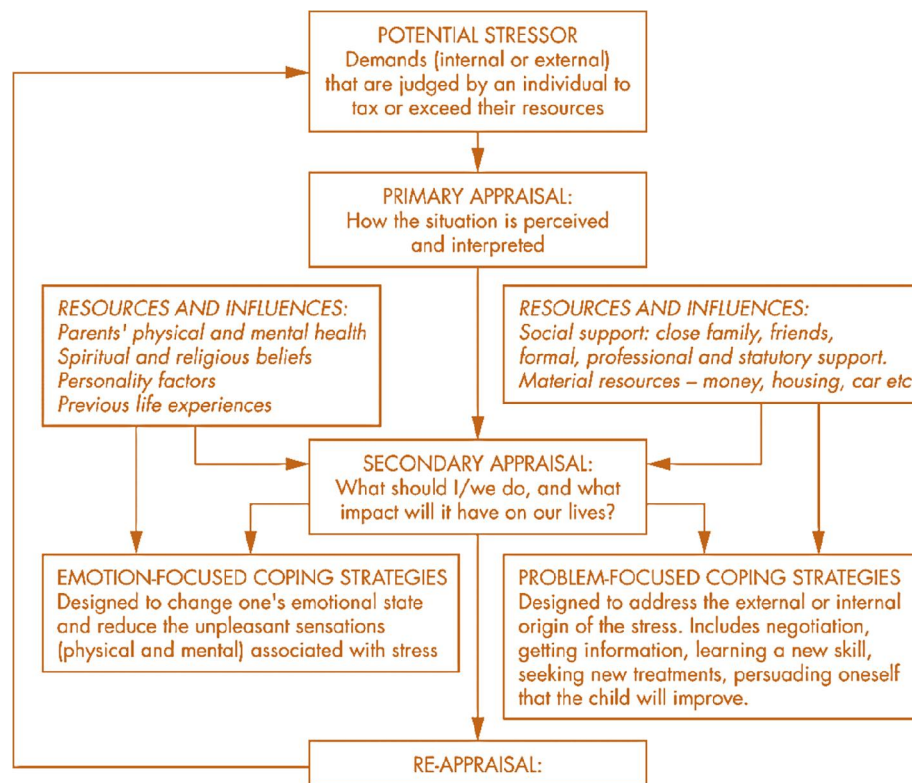 POTENTIAL STRESSOR
Demands (internal or external)
that are judged by an individual to
tax or exceed their resources
PRIMARY APPRAISAL:
How the situation is perceived
and interpreted
RESOURCES AND INFLUENCES:
Parents' physical and mental health
Spiritual and religious beliefs
Personality factors
Previous life experiences
RESOURCES AND INFLUENCES:
Social support: close family, friends,
formal, professional and statutory support.
Material resources – money, housing, car etc
SECONDARY APPRAISAL:
What should I/we do, and what
impact will it have on our lives?
EMOTION-FOCUSED COPING STRATEGIES
Designed to change one's emotional state
and reduce the unpleasant sensations
(physical and mental) associated with stress
PROBLEM-FOCUSED COPING STRATEGIES
Designed to address the external or internal
origin of the stress. Includes negotiation,
getting information, learning a new skill,
seeking new treatments, persuading oneself
that the child will improve.
RE-APPRAISAL: